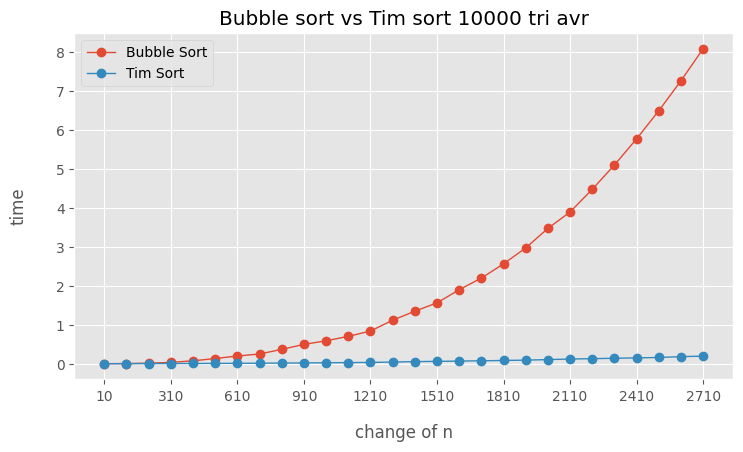 Bubble sort vs Tim sort 10000 tri avr
Bubble Sort
Tim Sort
8
7
6
5
4
3
2
1
0
time
10 310 610 910 1210 1510 1810 2110 2410 2710
change of n